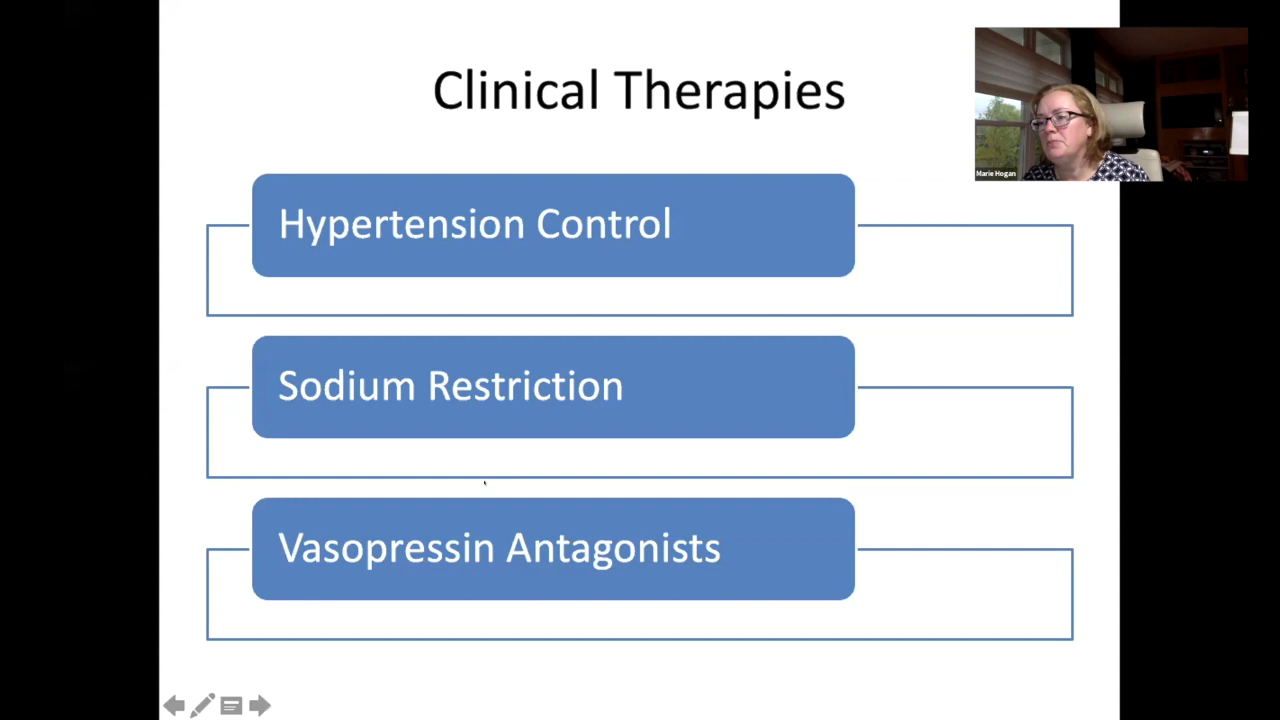 Clinical Therapies
Marie Hogan
Hypertension Control
Sodium Restriction
Vasopressin Antagonists